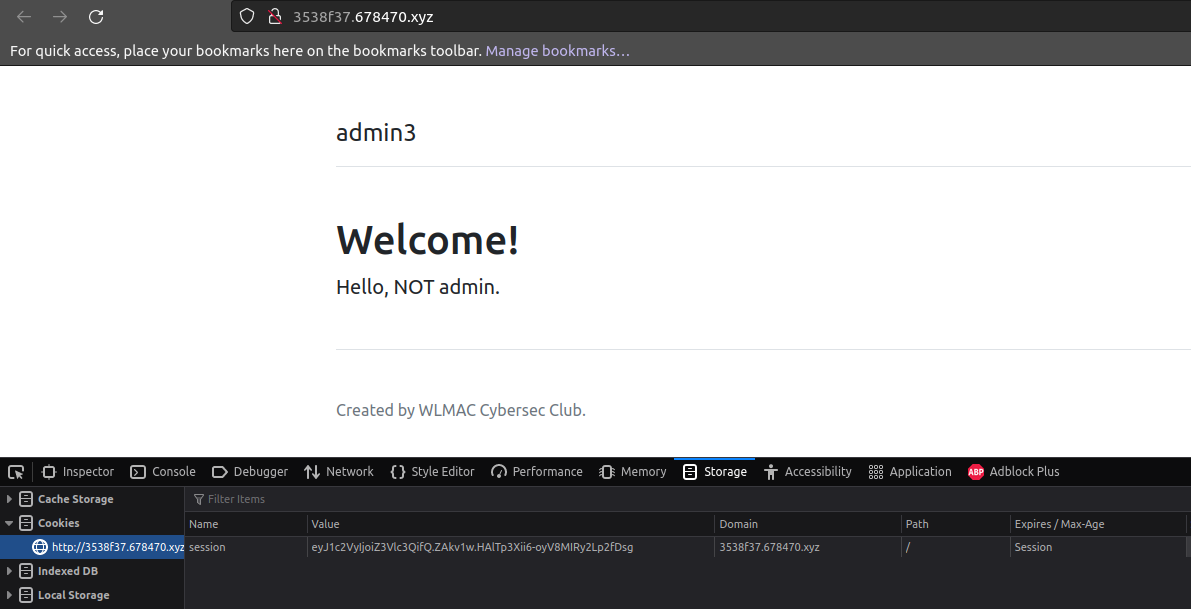 3538f37.678470.xyz
For quick access, place your bookmarks here on the bookmarks toolbar. Manage bookmarks…
admin3
Welcome!
Hello, NOT admin.
Created by WLMAC Cybersec Club.
Inspector Console Debugger Network Style Editor Performance Memory Storage Accessibility Application ABP Adblock Plus
Cache Storage Filter Items
Cookies Name Value Domain Path Expires / Max-Age
http://3538f37.678470.xyz session eyJ1c2VyIjoiZ3Vlc3QifQ.ZAkv1w.HAlTp3Xii6-oyV8MIRy2Lp2fDsg 3538f37.678470.xyz / Session
Indexed DB
Local Storage